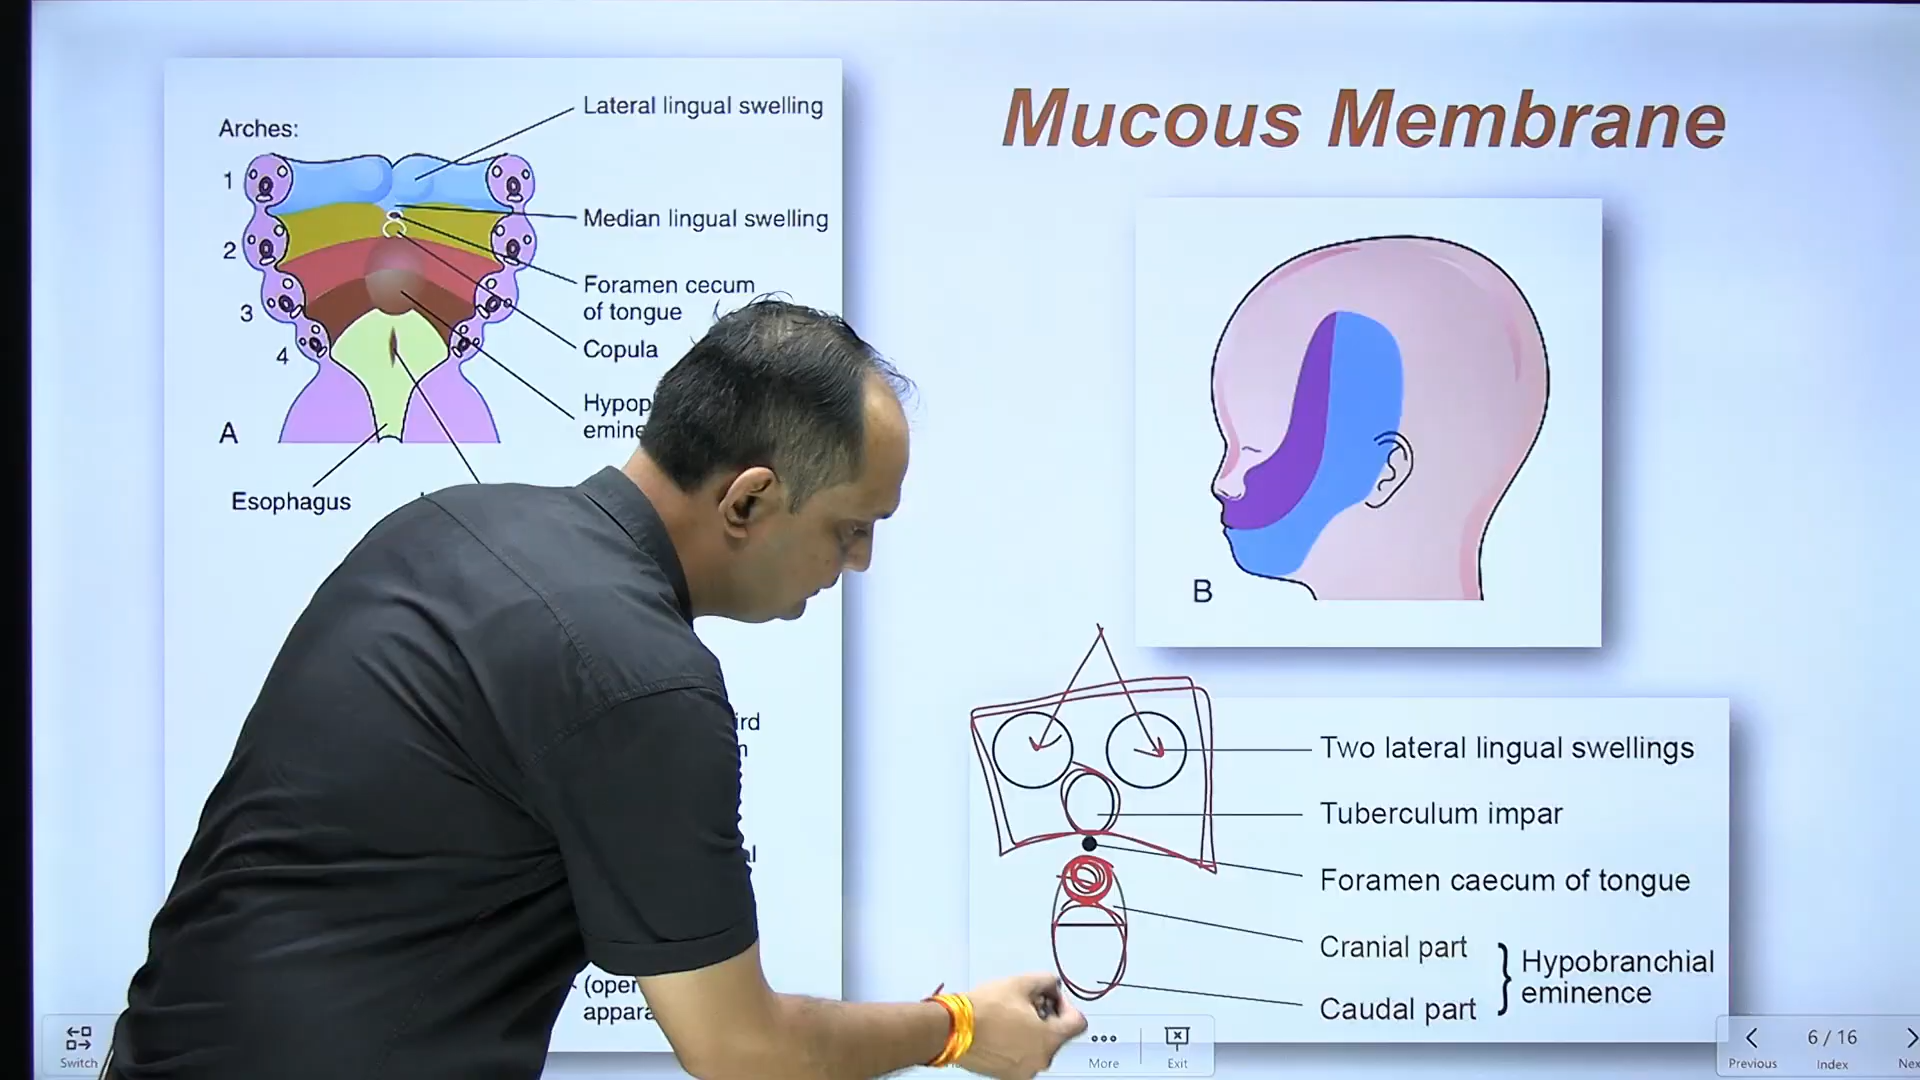 Mucous Membrane
Arches:
1
2
3
4
A
Lateral lingual swelling
Median lingual swelling
Foramen cecum
of tongue
Copula
Esophagus
B
Two lateral lingual swellings
Tuberculum impar
Foramen caecum of tongue
Cranial part
Caudal part
Hypobranchial
eminence
Switch
More
Exit
Previous
6 / 16
Index